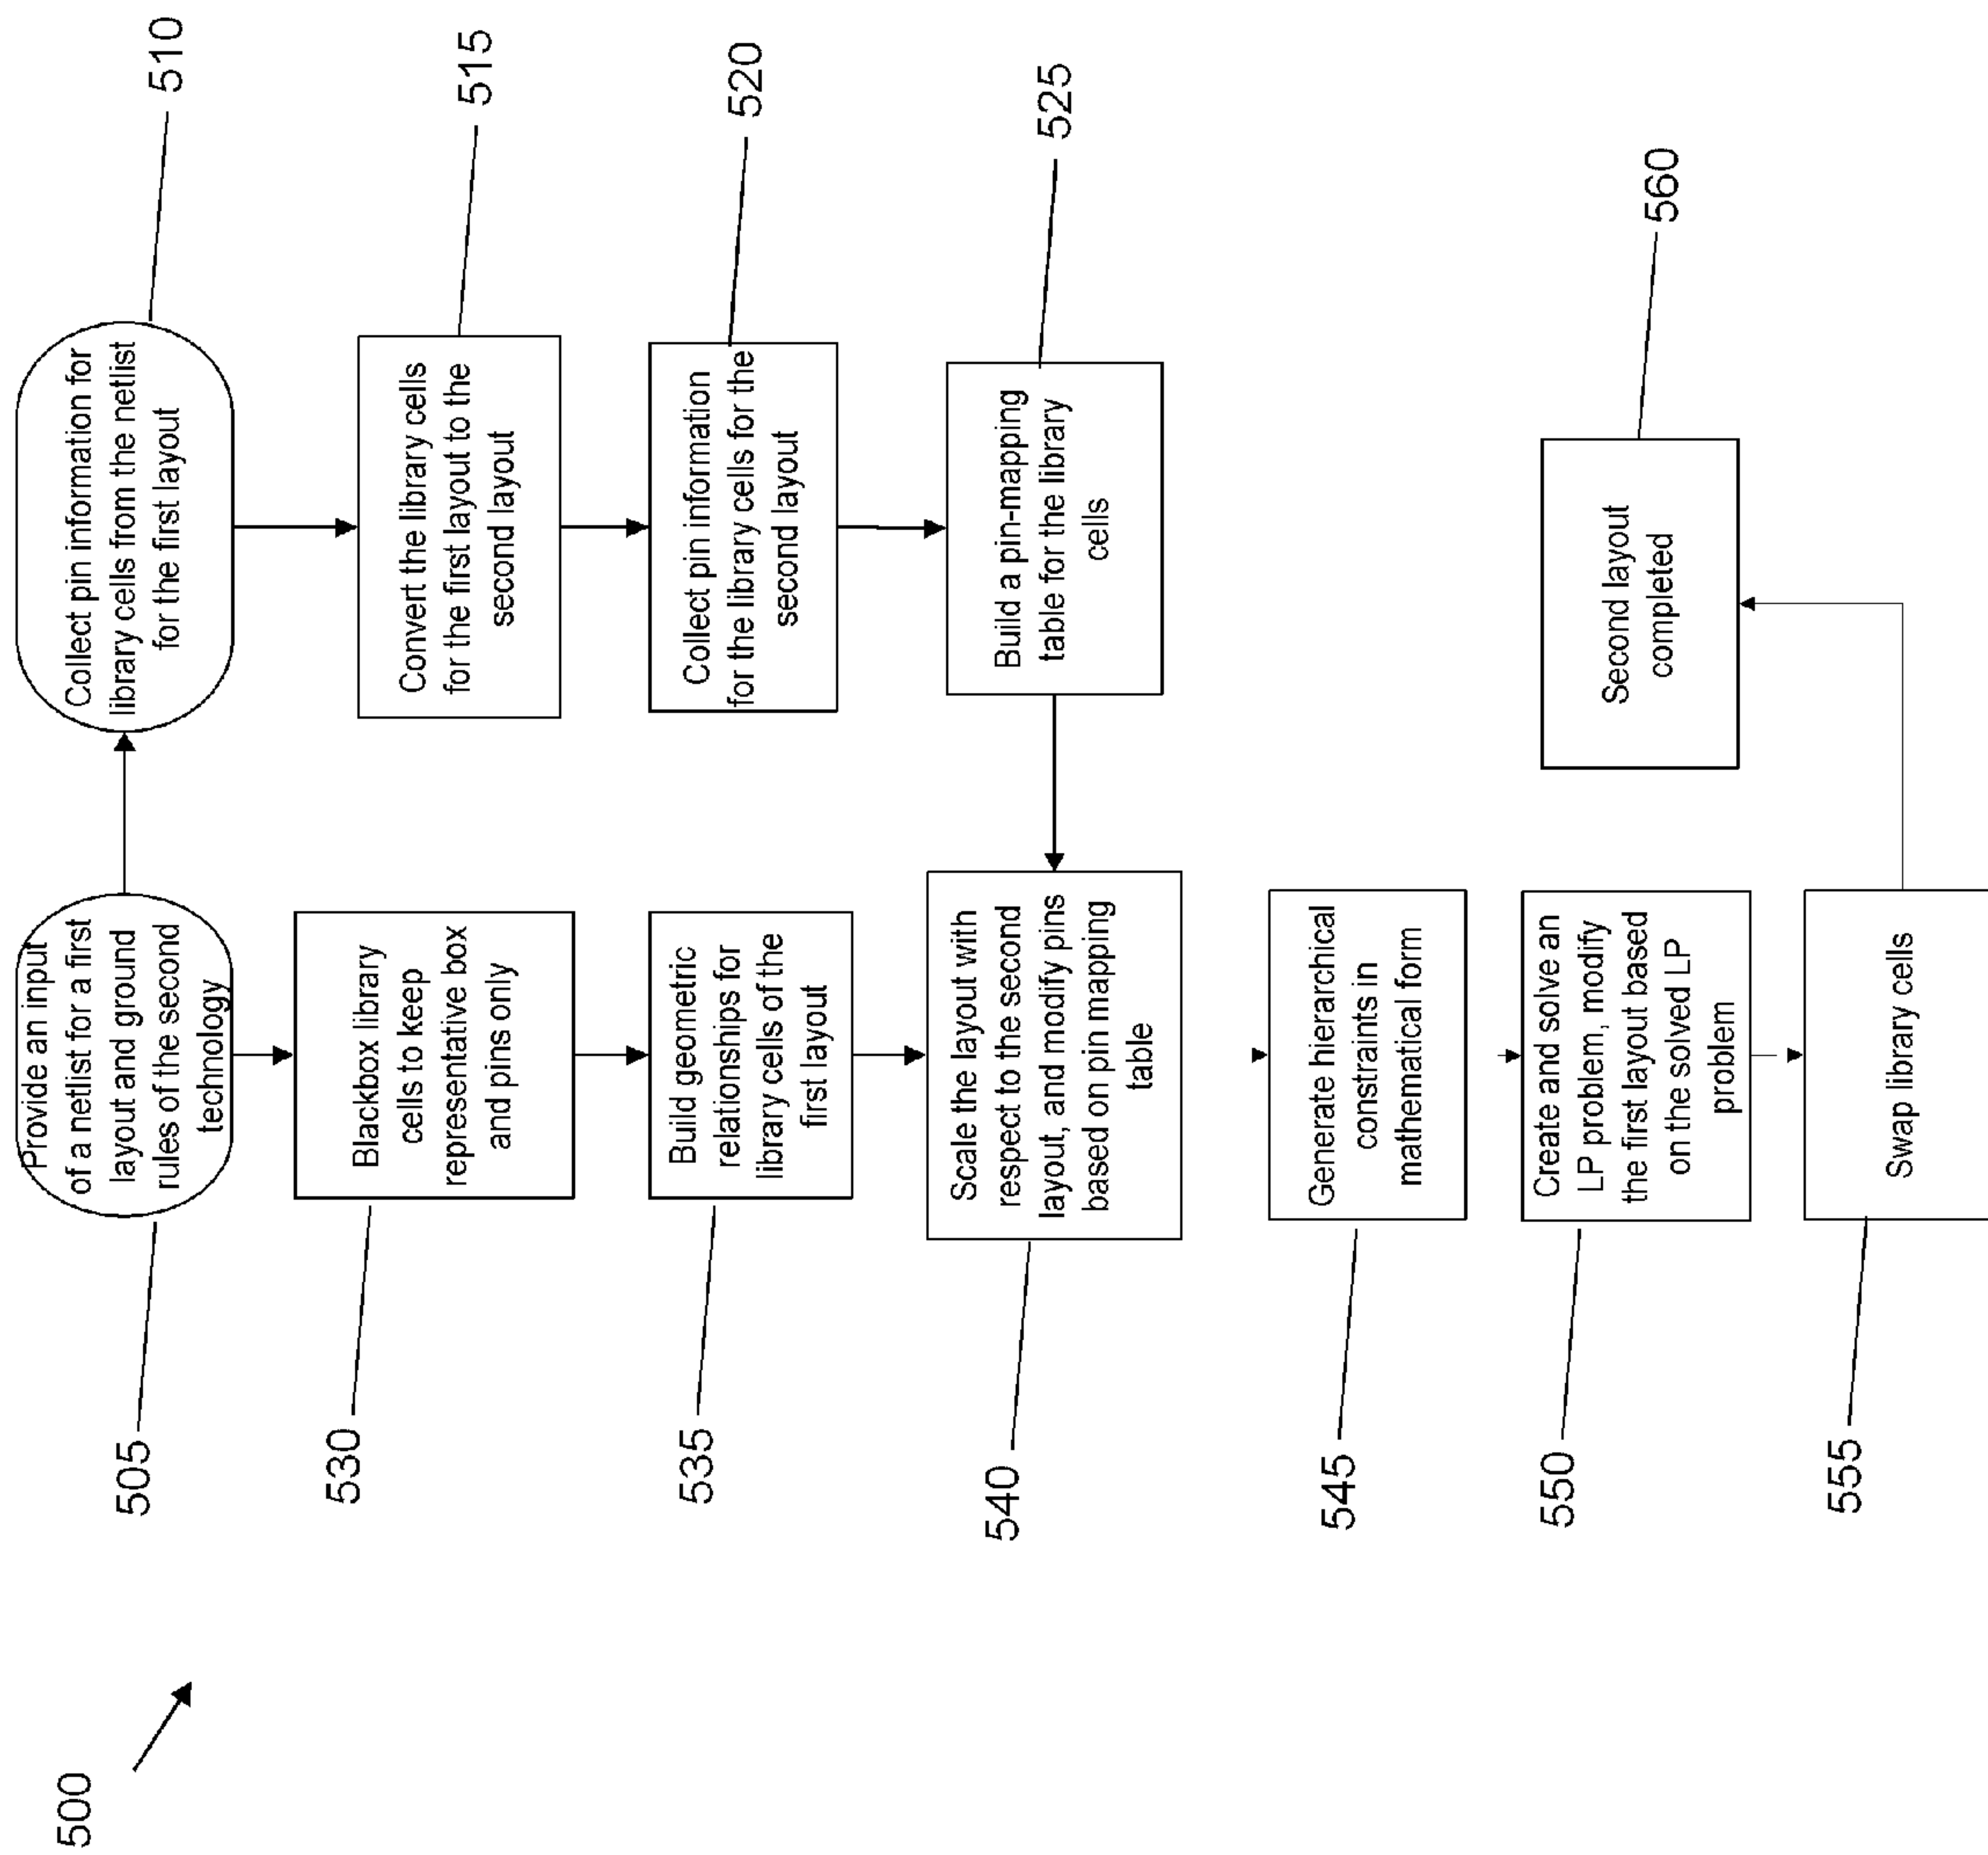 500
505
Provide an input
of a netlist for a first
layout and ground
rules of the second
technology
510
Collect pin information for
library cells from the netlist
for the first layout
515
Convert the library cells
for the first layout to the
second layout
520
Collect pin information
for the library cells for the
second layout
525
Build a pin-mapping
table for the library
cells
530
Blackbox library
cells to keep
representative box
and pins only
535
Build geometric
relationships for
library cells of the
first layout
540
Scale the layout with
respect to the second
layout, and modify pins
based on pin mapping
table
545
Generate hierarchical
constraints in
mathematical form
550
Create and solve an
LP problem, modify
the first layout based
on the solved LP
problem
555
Swap library cells
560
Second layout
completed